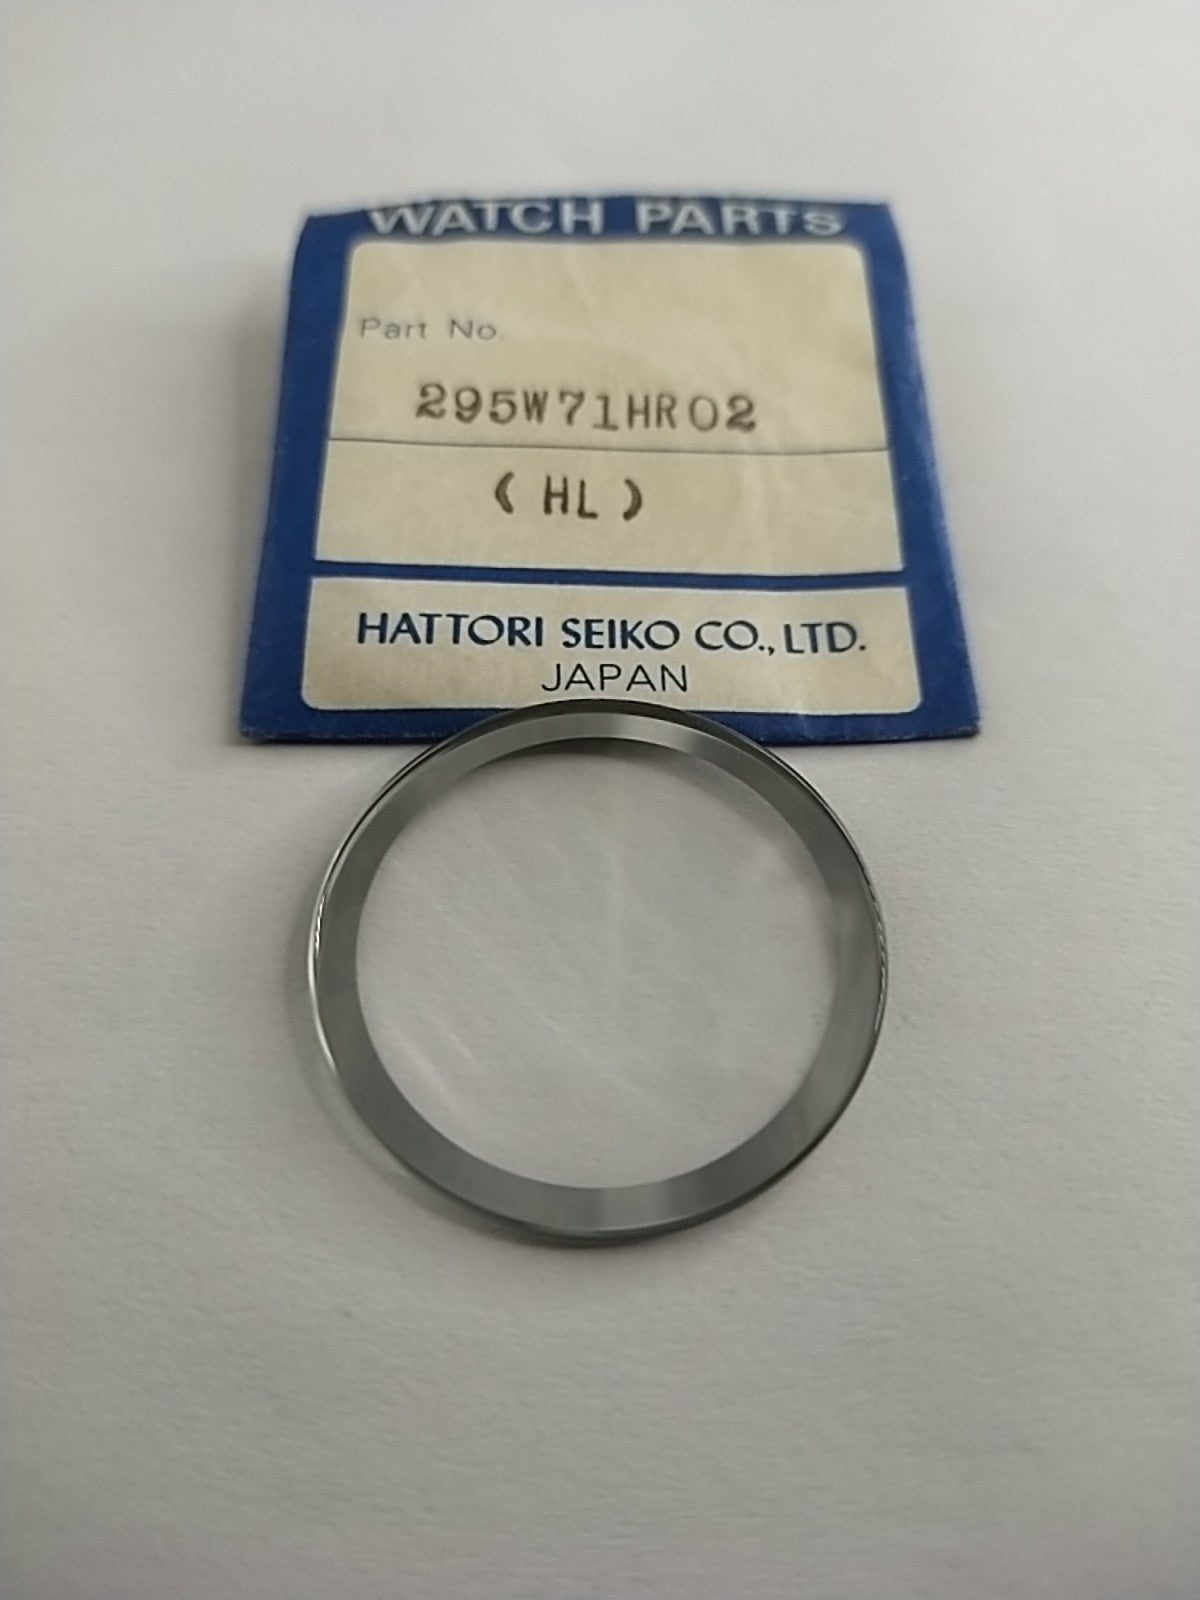 WATCH PARTS
Part No.
295W71HR02
( HL )
HATTORI SEIKO CO., LTD.
JAPAN